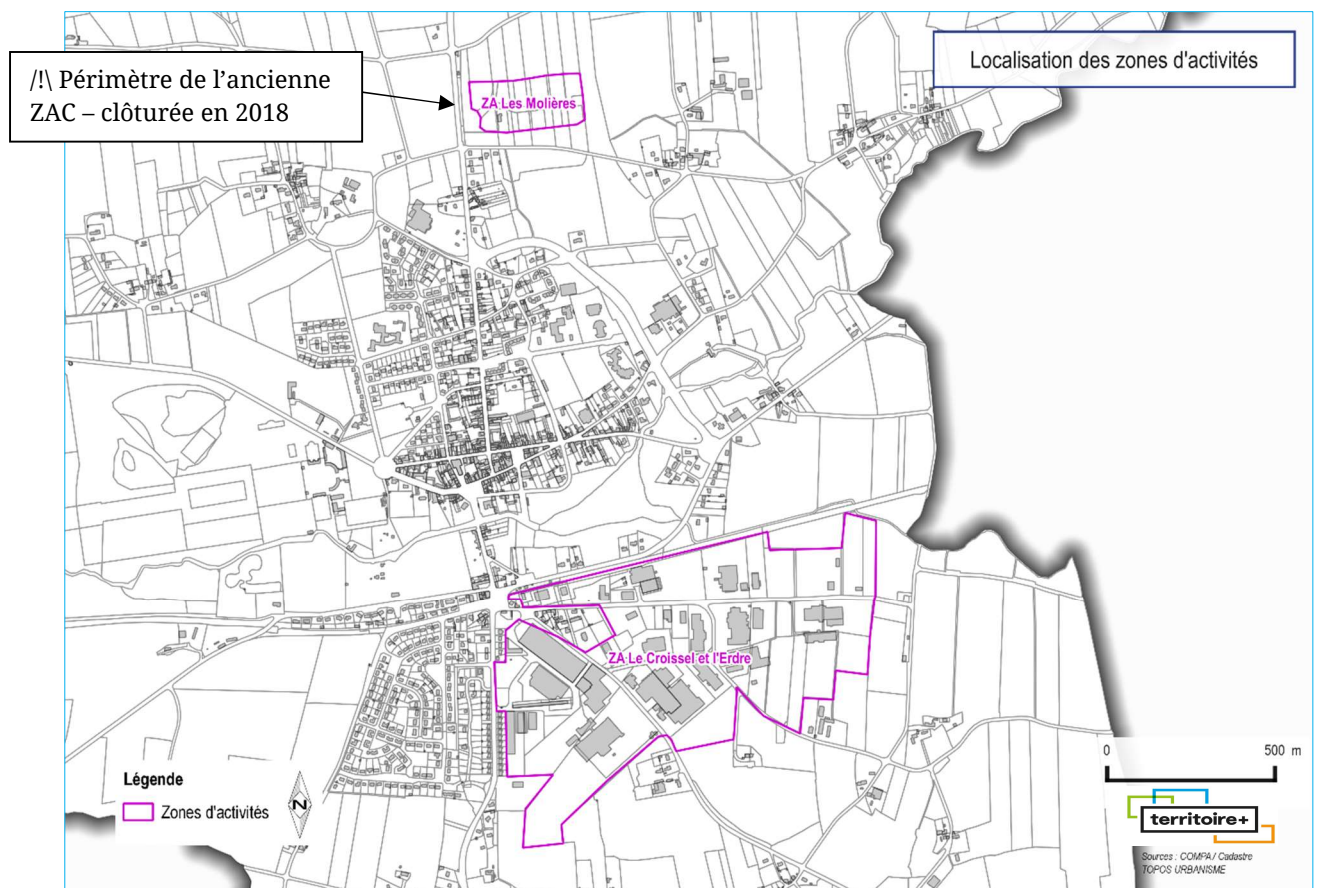 /!\ Périmètre de l’ancienne
ZAC – clôturée en 2018
Localisation des zones d'activités
ZA Les Molières
ZA Le Croissel et l'Erdre
Légende
Zones d'activités
N
0 500 m
territoire+
Sources : COMPA / Cadastre
TOPOS URBANISME